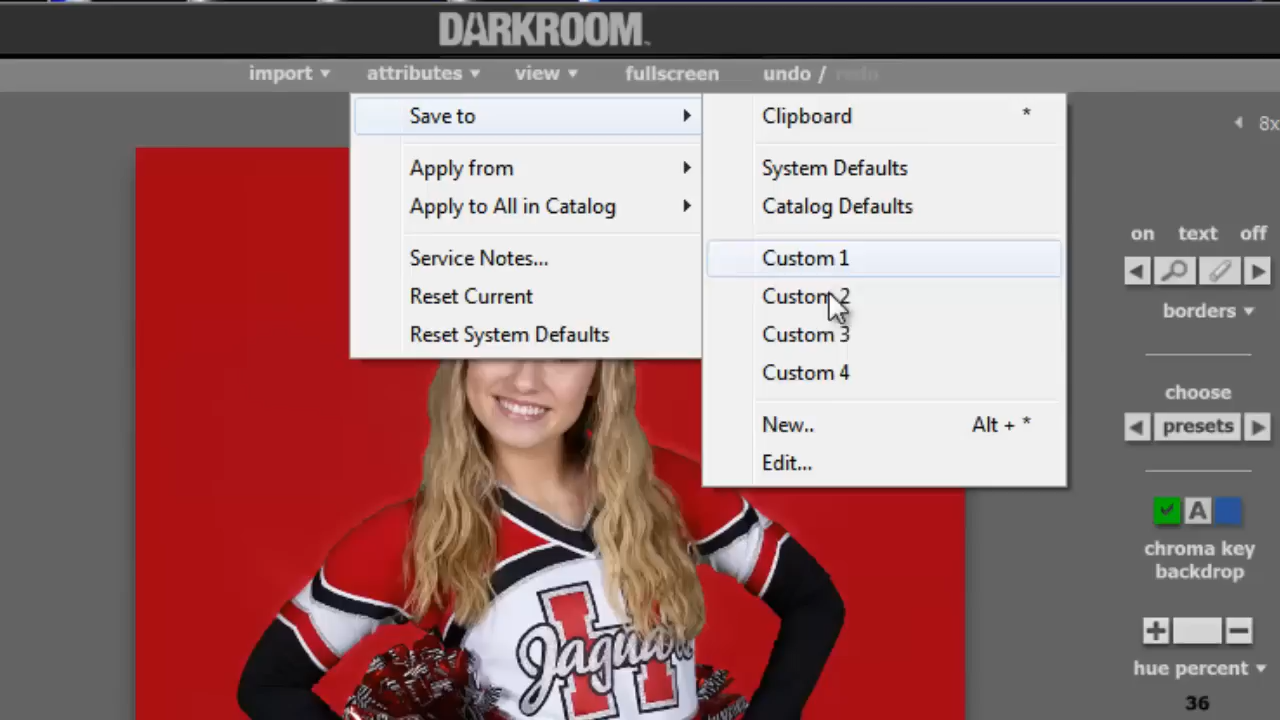 DARKROOM
import attributes view fullscreen undo / redo
Save to
Apply from
Apply to All in Catalog
Service Notes...
Reset Current
Reset System Defaults
Clipboard *
System Defaults
Catalog Defaults
Custom 1
Custom 2
Custom 3
Custom 4
New.. Alt + *
Edit...
8x
on text off
borders
choose
presets
A
chroma key
backdrop
hue percent
36
Jaguars
H